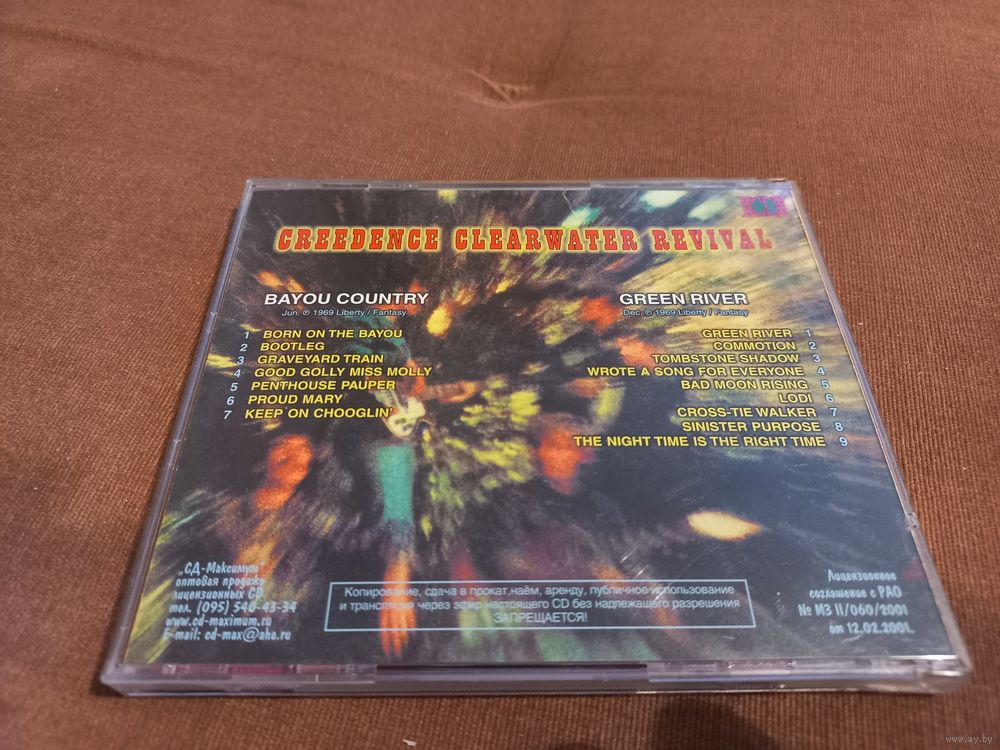 CREEDENCE CLEARWATER REVIVAL
BAYOU COUNTRY
Jun. ℗ 1969 Liberty / Fantasy
1 BORN ON THE BAYOU
2 BOOTLEG
3 GRAVEYARD TRAIN
4 GOOD GOLLY MISS MOLLY
5 PENTHOUSE PAUPER
6 PROUD MARY
7 KEEP ON CHOOGLIN'
GREEN RIVER
Dec. ℗ 1969 Liberty / Fantasy
GREEN RIVER 1
COMMOTION 2
TOMBSTONE SHADOW 3
WROTE A SONG FOR EVERYONE 4
BAD MOON RISING 5
LODI 6
CROSS-TIE WALKER 7
SINISTER PURPOSE 8
THE NIGHT TIME IS THE RIGHT TIME 9
„СД-Максимум"
оптовая продажа
лицензионных CD
тел. (095) 540-43-34
www.cd-maximum.ru
E-mail: cd-max@aha.ru
Копирование, сдача в прокат,наём, аренду, публичное использование
и трансляция через эфир настоящего CD без надлежащего разрешения
ЗАПРЕЩАЕТСЯ!
Лицензионное
соглашение с РАО
№ МЗ II/060/2001
от 12.02.2001.
www.ay.by